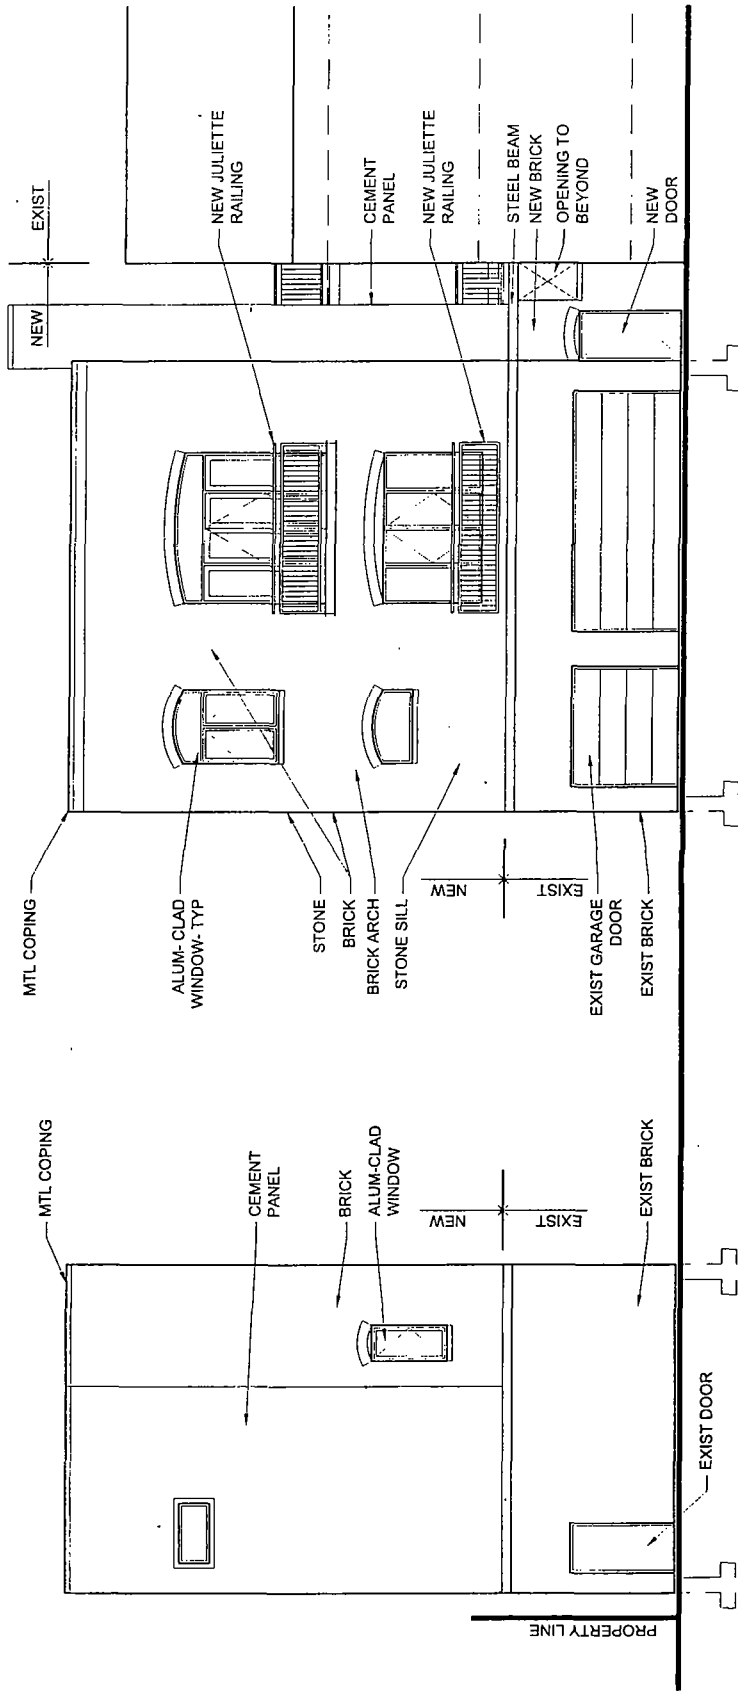 MTL COPING
CEMENT
PANEL
BRICK
ALUM-CLAD
WINDOW
NEW
EXIST
EXIST BRICK
EXIST DOOR
PROPERTY LINE
MTL COPING
ALUM- CLAD
WINDOW- TYP
STONE
BRICK
BRICK ARCH
STONE SILL
NEW
EXIST
EXIST GARAGE
DOOR
EXIST BRICK
NEW
EXIST
NEW JULIETTE
RAILING
CEMENT
PANEL
NEW JULIETTE
RAILING
STEEL BEAM
NEW BRICK
OPENING TO
BEYOND
NEW
DOOR